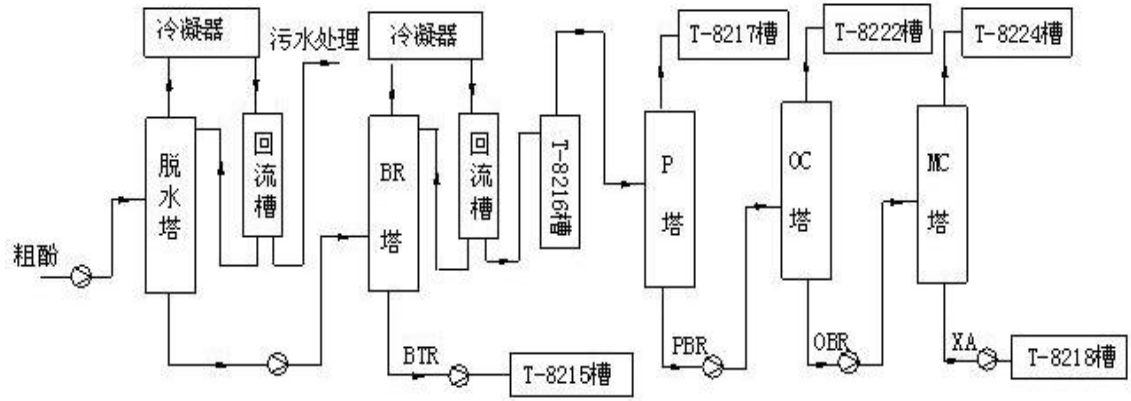 冷凝器
污水处理
冷凝器
T-8217槽
T-8222槽
T-8224槽
脱水塔
回流槽
BR塔
回流槽
T-8216槽
P塔
OC塔
MC塔
粗酚
BTR
T-8215槽
PBR
OBR
XA
T-8218槽